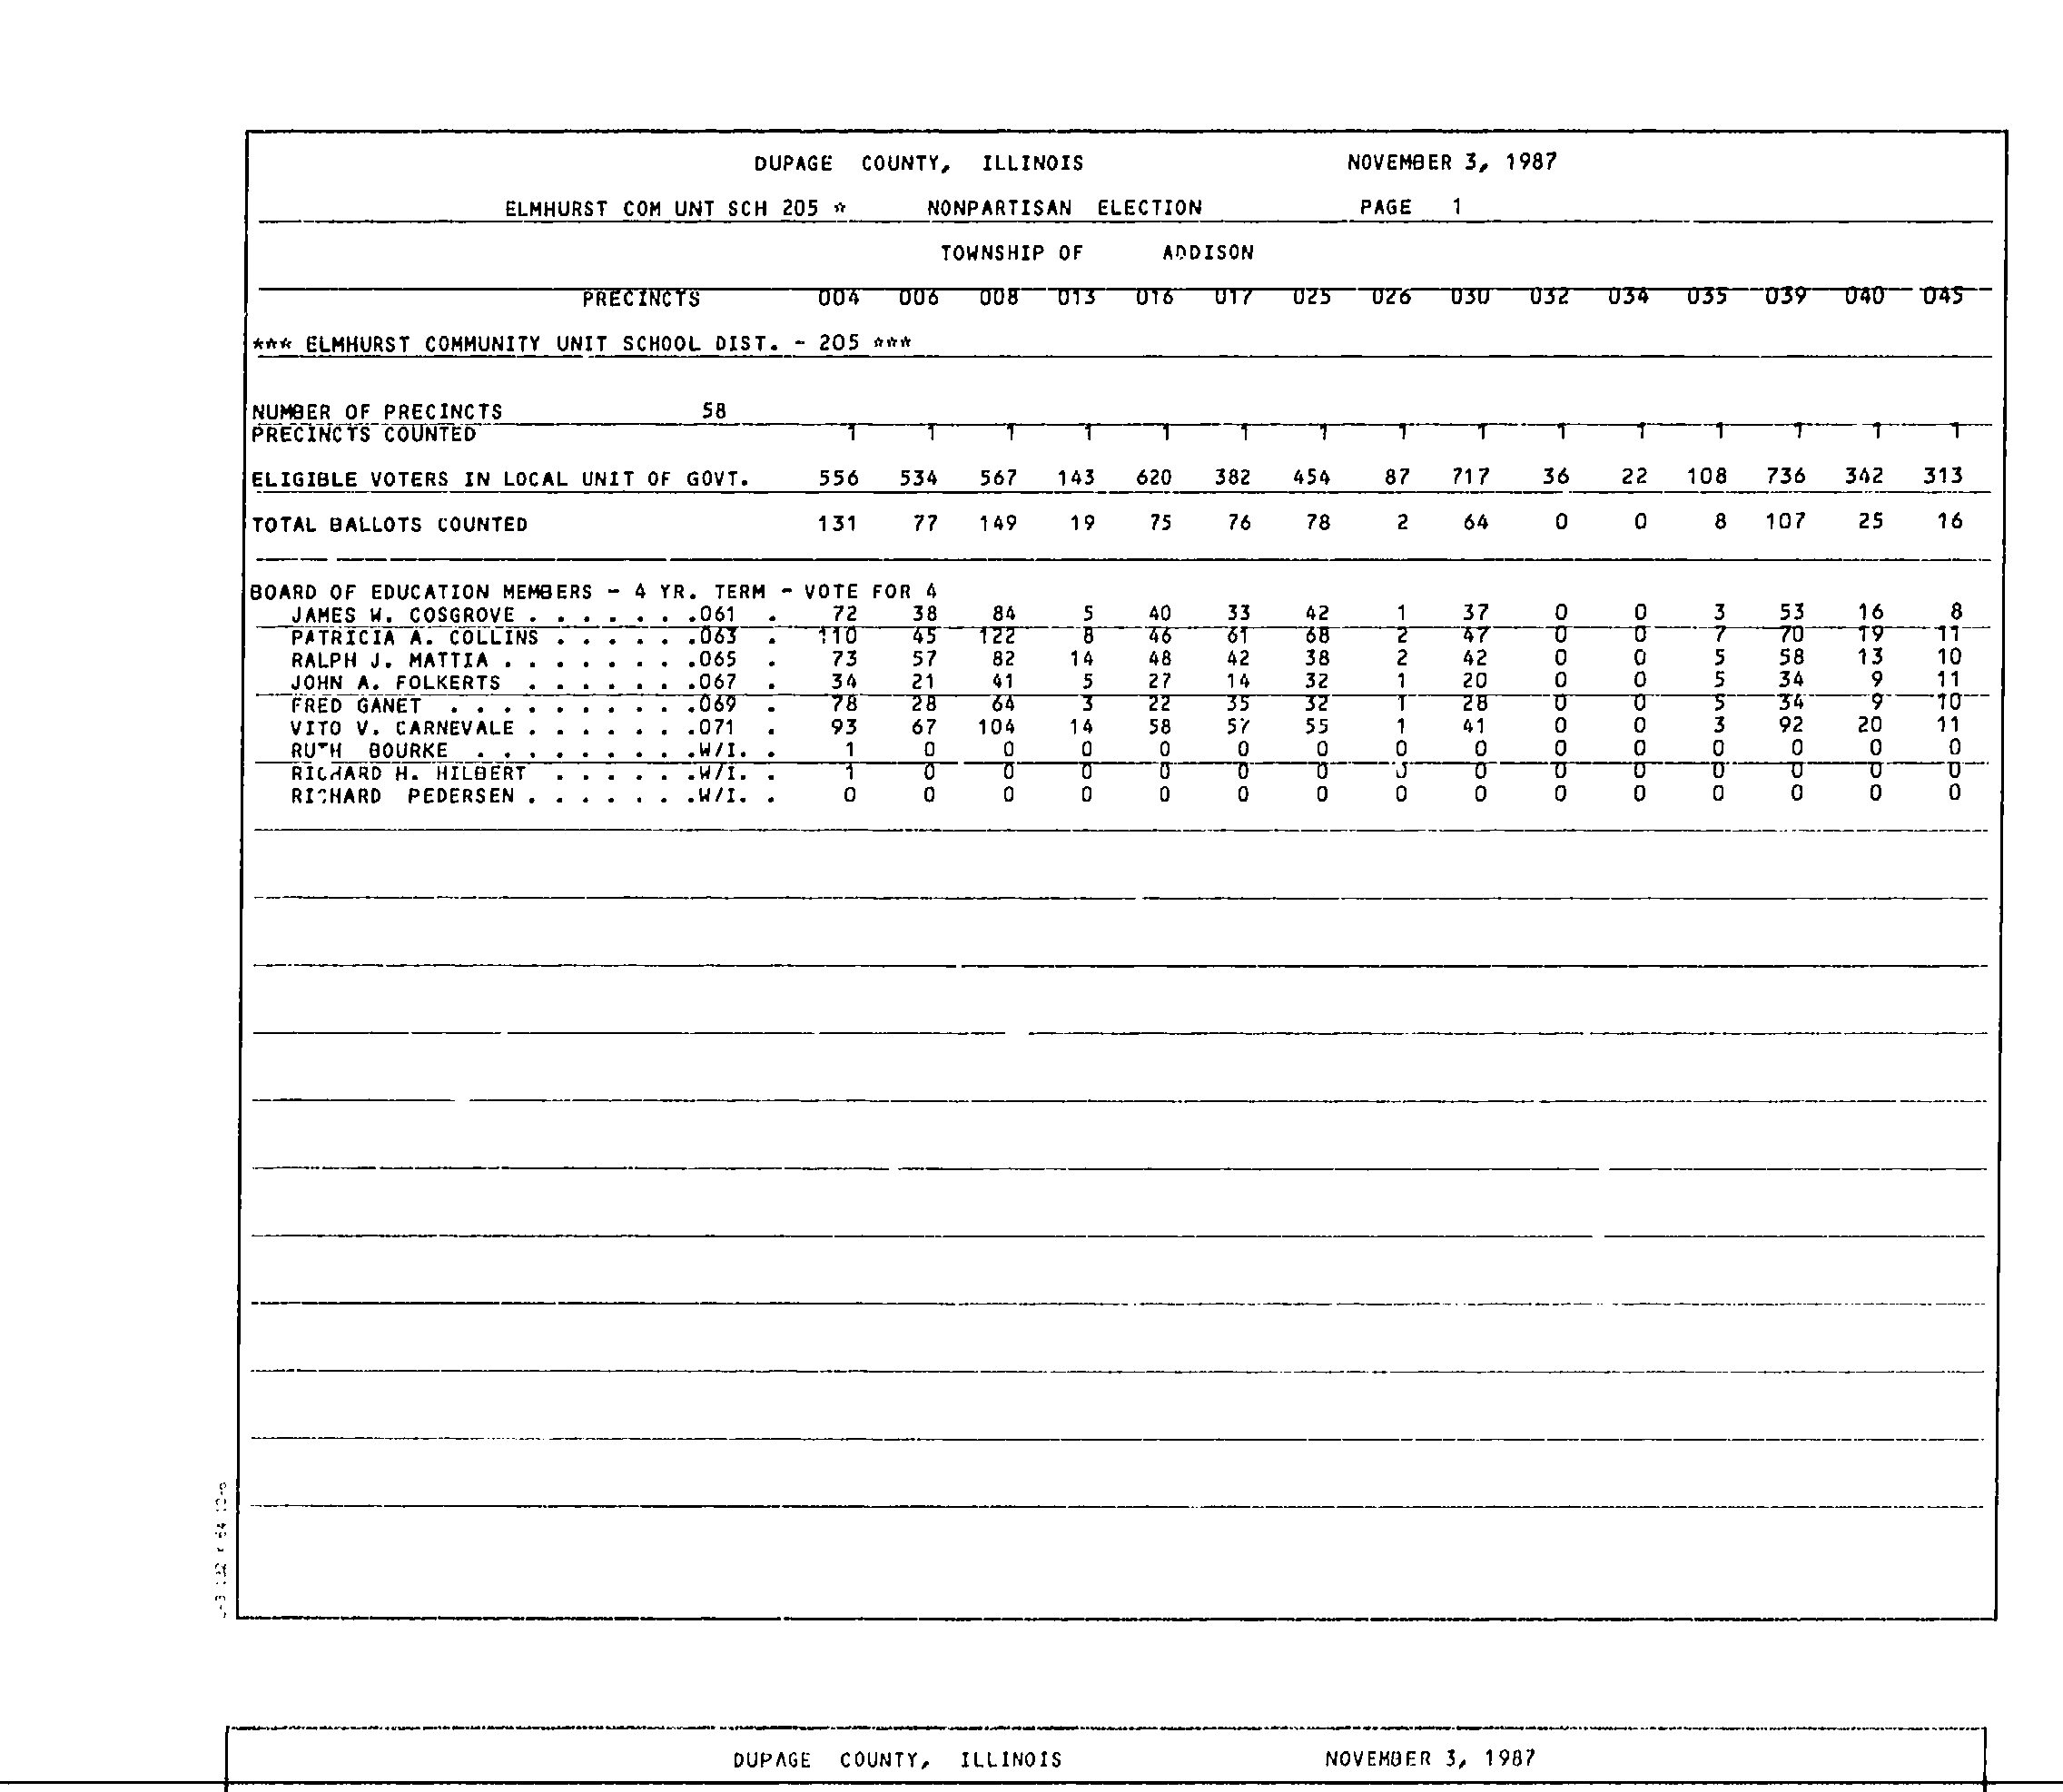 DUPAGE COUNTY, ILLINOIS NOVEMBER 3, 1987
ELMHURST COM UNT SCH 205 * NONPARTISAN ELECTION PAGE 1
TOWNSHIP OF ADDISON
PRECINCTS 004 006 008 013 016 017 025 026 030 032 034 035 039 040 045
*** ELMHURST COMMUNITY UNIT SCHOOL DIST. - 205 ***
NUMBER OF PRECINCTS 58
PRECINCTS COUNTED 1 1 1 1 1 1 1 1 1 1 1 1 1 1 1
ELIGIBLE VOTERS IN LOCAL UNIT OF GOVT. 556 534 567 143 620 382 454 87 717 36 22 108 736 342 313
TOTAL BALLOTS COUNTED 131 77 149 19 75 76 78 2 64 0 0 8 107 25 16
BOARD OF EDUCATION MEMBERS - 4 YR. TERM - VOTE FOR 4
JAMES W. COSGROVE . . . . . . .061 . 72 38 84 5 40 33 42 1 37 0 0 3 53 16 8
PATRICIA A. COLLINS . . . . . .063 . 110 45 122 8 46 61 68 2 47 0 0 7 70 19 11
RALPH J. MATTIA . . . . . . . .065 . 73 57 82 14 48 42 38 2 42 0 0 5 58 13 10
JOHN A. FOLKERTS . . . . . . .067 . 34 21 41 5 27 14 32 1 20 0 0 5 34 9 11
FRED GANET . . . . . . . . . .069 . 78 28 64 3 22 35 32 1 28 0 0 5 34 9 10
VITO V. CARNEVALE . . . . . . .071 . 93 67 104 14 58 57 55 1 41 0 0 3 92 20 11
RUTH BOURKE . . . . . . . . .W/I. . 1 0 0 0 0 0 0 0 0 0 0 0 0 0 0
RICHARD H. HILBERT . . . . . .W/I. . 1 0 0 0 0 0 0 0 0 0 0 0 0 0 0
RICHARD PEDERSEN . . . . . . .W/I. . 0 0 0 0 0 0 0 0 0 0 0 0 0 0 0
DUPAGE COUNTY, ILLINOIS NOVEMBER 3, 1987